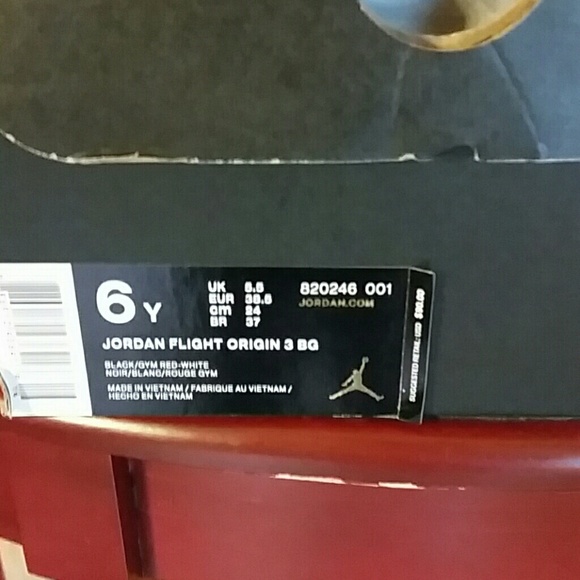 6 Y
UK 5.5
EUR 38.5
cm 24
BR 37
820246 001
JORDAN.COM
JORDAN FLIGHT ORIGIN 3 BG
BLACK/GYM RED-WHITE
NOIR/BLANC/ROUGE GYM
MADE IN VIETNAM / FABRIQUE AU VIETNAM /
HECHO EN VIETNAM
SUGGESTED RETAIL: USD